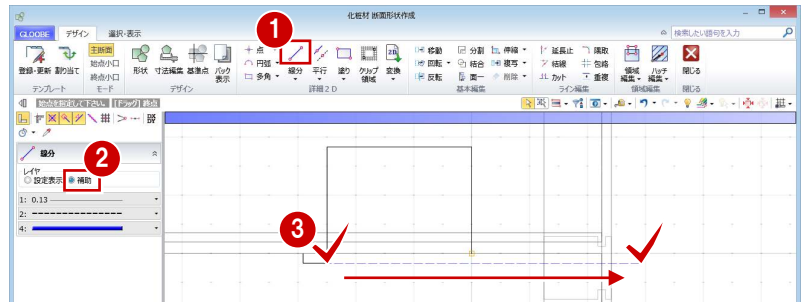 化粧材 断面形状作成
GLOOBE デザイン 選択・表示 検索したい語句を入力
1
登録・更新 割り当て
テンプレート
主断面
始点小口
終点小口
モード
形状 寸法編集 基準点 パック表示
デザイン
点
円弧
多角
線分 平行 塗り クリップ領域 変換
詳細2D
移動 分割 伸縮
回転 結合 複写
反転 面一 削除
基本編集
延長止 隅取
結線 包絡
カット 重複
ライン編集
領域編集 ハッチ編集
領域編集
閉じる
閉じる
始点を指定して下さい。 [ドラッグ] 終点
線分
2
レイヤ
設定表示 補助
1: 0.13
2:
4:
3